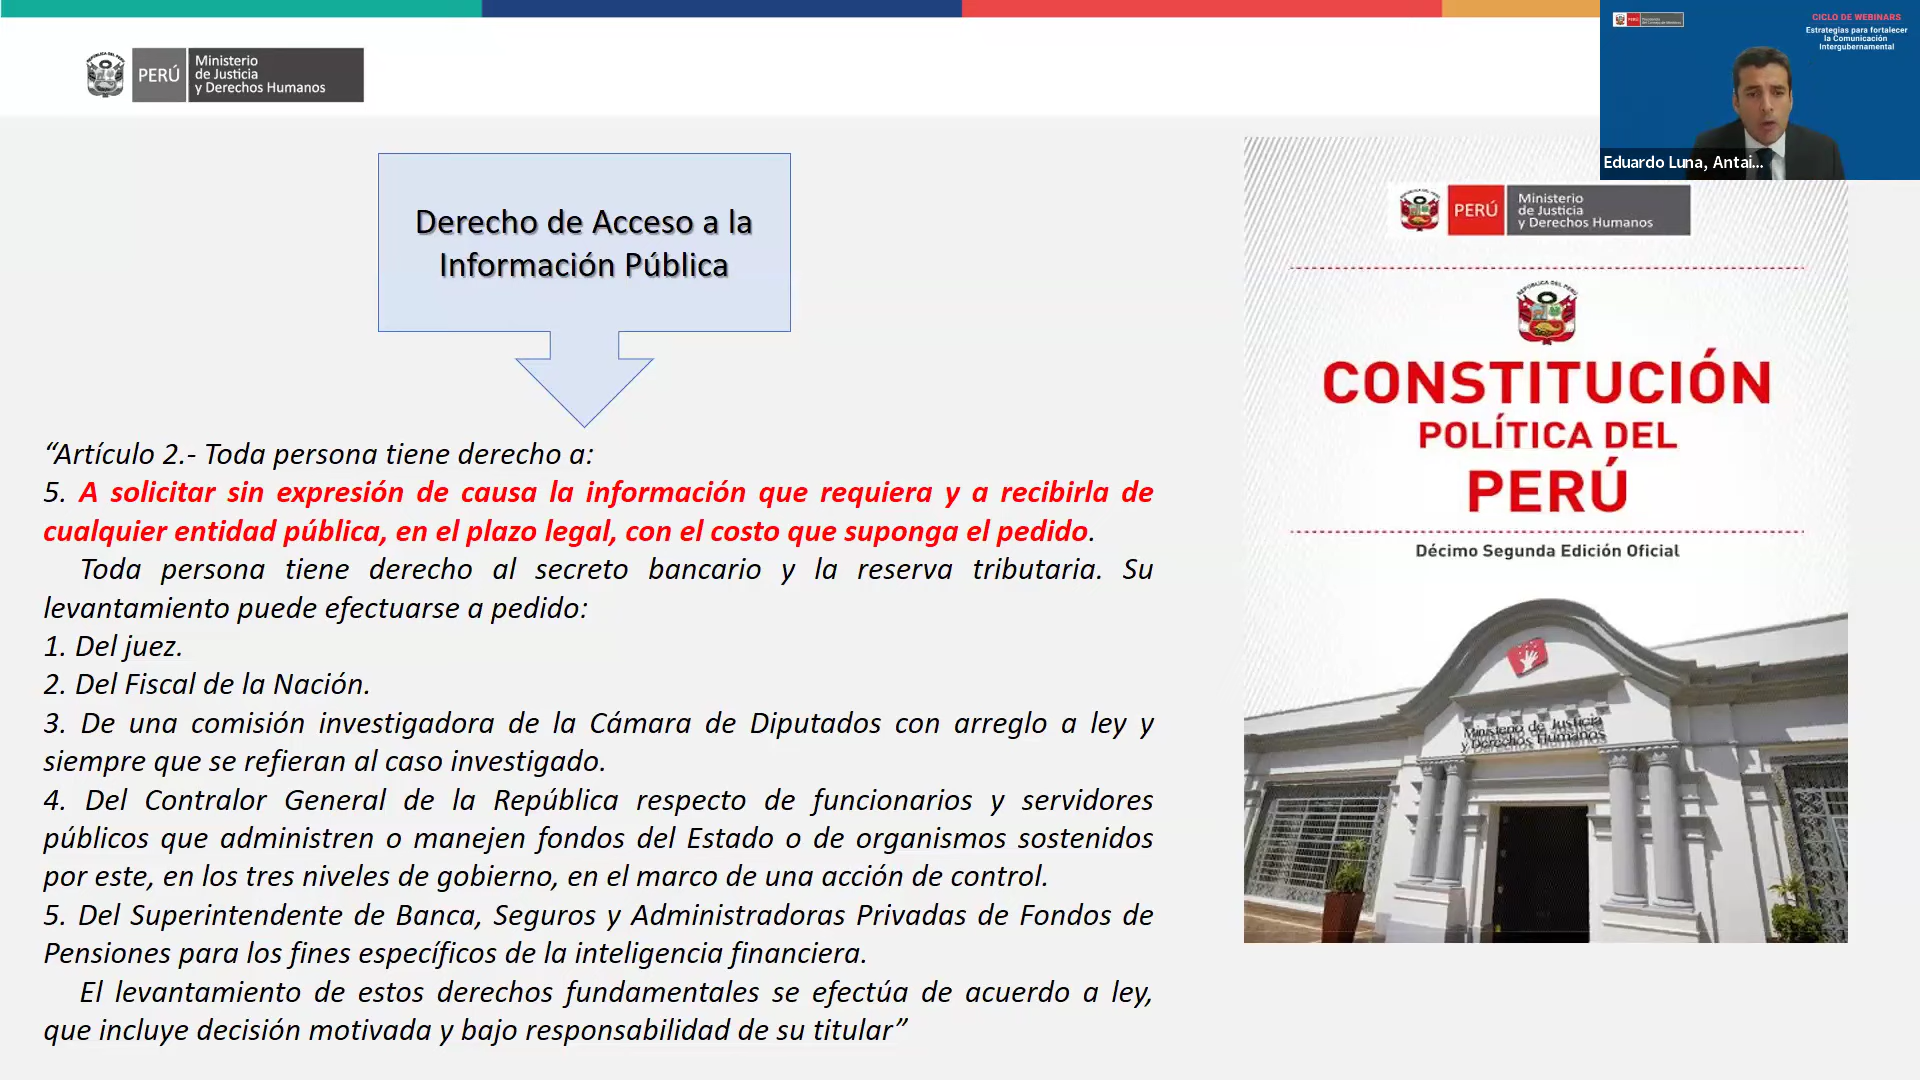 PERÚ
Ministerio
de Justicia
y Derechos Humanos
CICLO DE WEBINARS
Estrategias para fortalecer
la Comunicación
Intergubernamental
Eduardo Luna, Antai...
Derecho de Acceso a la
Información Pública
“Artículo 2.- Toda persona tiene derecho a:
5. A solicitar sin expresión de causa la información que requiera y a recibirla de
cualquier entidad pública, en el plazo legal, con el costo que suponga el pedido.
Toda persona tiene derecho al secreto bancario y la reserva tributaria. Su
levantamiento puede efectuarse a pedido:
1. Del juez.
2. Del Fiscal de la Nación.
3. De una comisión investigadora de la Cámara de Diputados con arreglo a ley y
siempre que se refieran al caso investigado.
4. Del Contralor General de la República respecto de funcionarios y servidores
públicos que administren o manejen fondos del Estado o de organismos sostenidos
por este, en los tres niveles de gobierno, en el marco de una acción de control.
5. Del Superintendente de Banca, Seguros y Administradoras Privadas de Fondos de
Pensiones para los fines específicos de la inteligencia financiera.
El levantamiento de estos derechos fundamentales se efectúa de acuerdo a ley,
que incluye decisión motivada y bajo responsabilidad de su titular”
PERÚ
Ministerio
de Justicia
y Derechos Humanos
REPÚBLICA DEL PERÚ
CONSTITUCIÓN
POLÍTICA DEL
PERÚ
Décimo Segunda Edición Oficial
Ministerio de Justicia
y Derechos Humanos